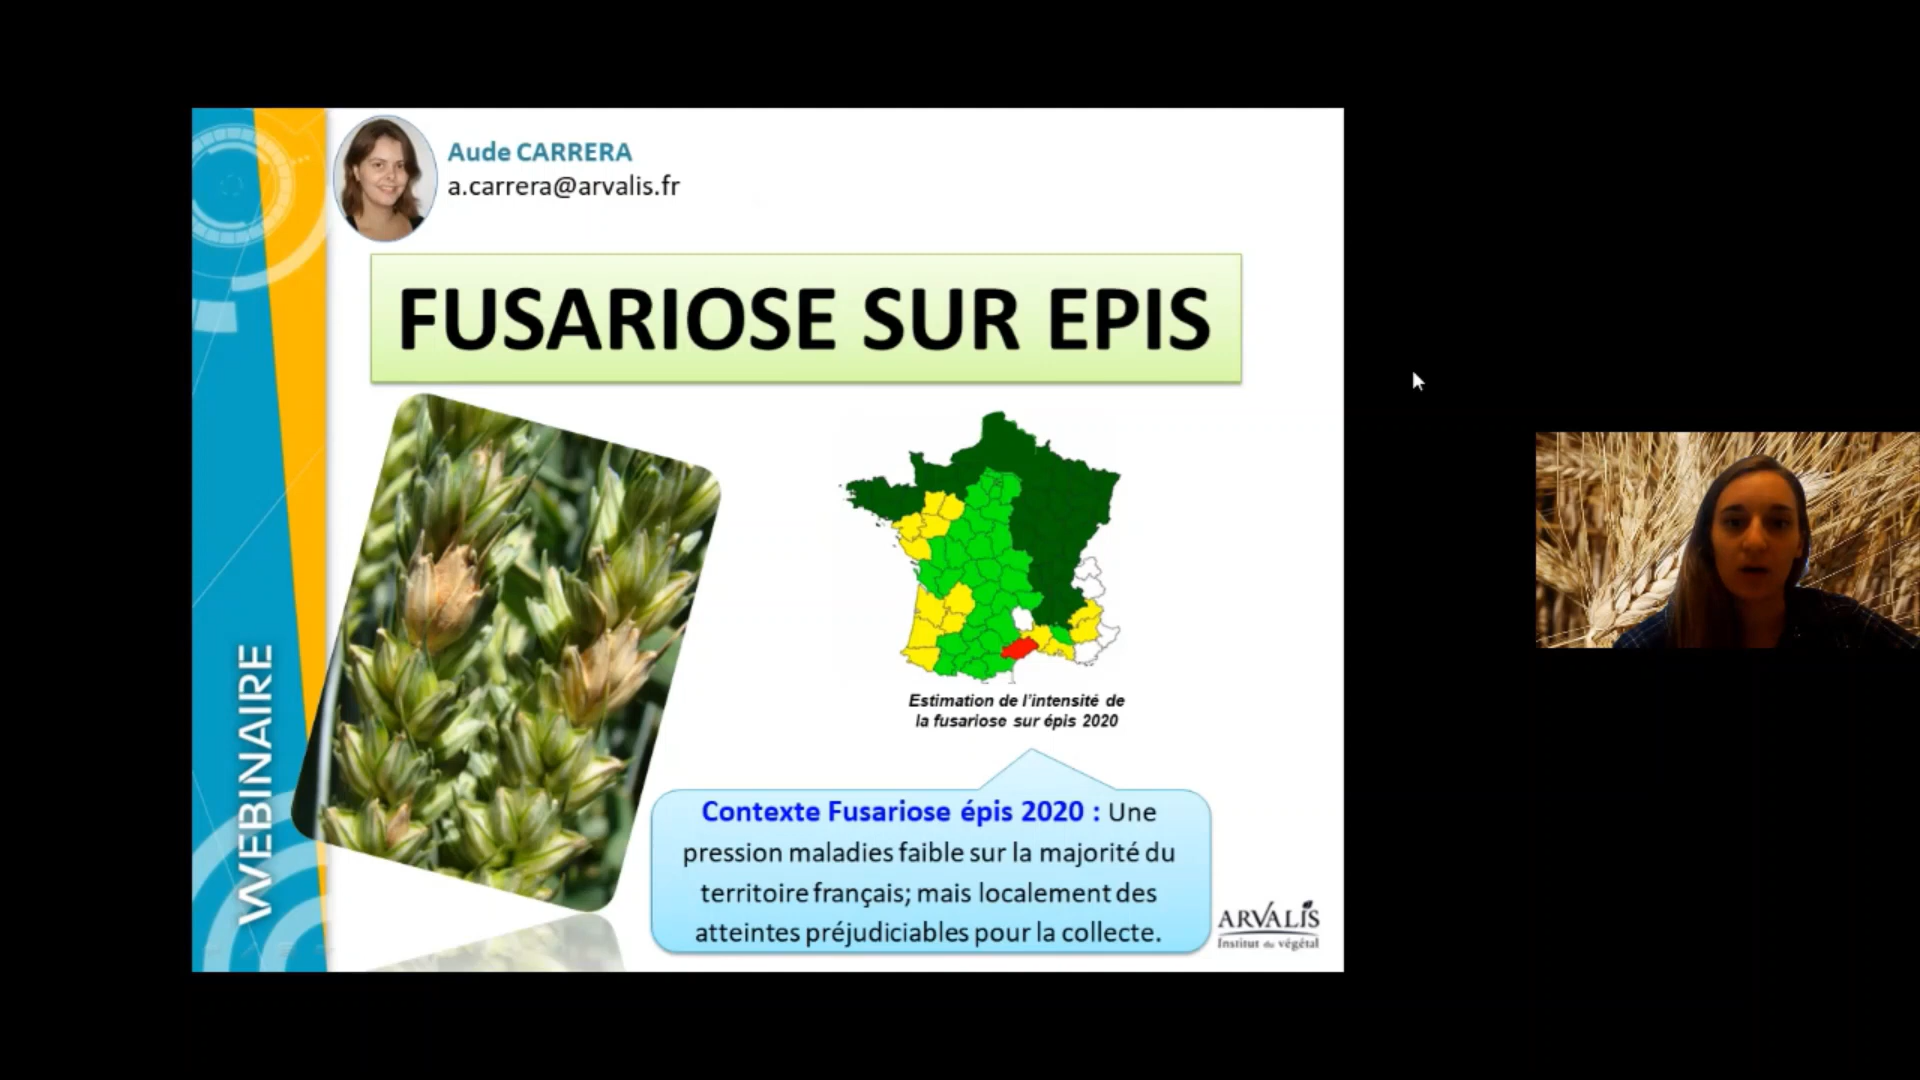 Aude CARRERA
a.carrera@arvalis.fr
FUSARIOSE SUR EPIS
Estimation de l'intensité de
la fusariose sur épis 2020
Contexte Fusariose épis 2020 : Une
pression maladies faible sur la majorité du
territoire français; mais localement des
atteintes préjudiciables pour la collecte.
WEBINAIRE
ARVALIS
Institut du végétal